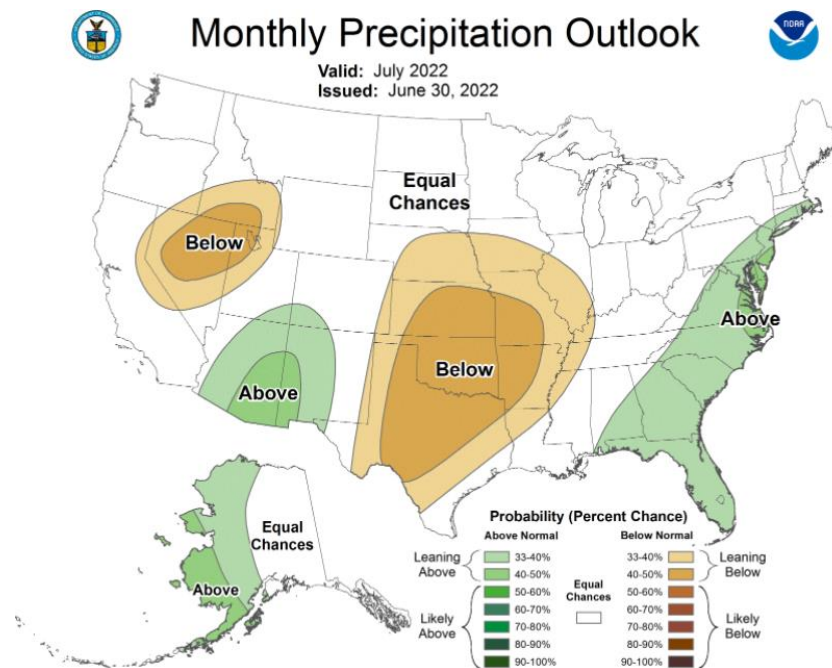 NOAA
Monthly Precipitation Outlook
Valid: July 2022
Issued: June 30, 2022
Equal
Chances
Below
Above
Below
Above
Equal
Chances
Above
Probability (Percent Chance)
Above Normal
Below Normal
Leaning
Above
33-40%
40-50%
Likely
Above
50-60%
60-70%
70-80%
80-90%
90-100%
Equal
Chances
33-40%
40-50%
Leaning
Below
50-60%
60-70%
70-80%
80-90%
90-100%
Likely
Below